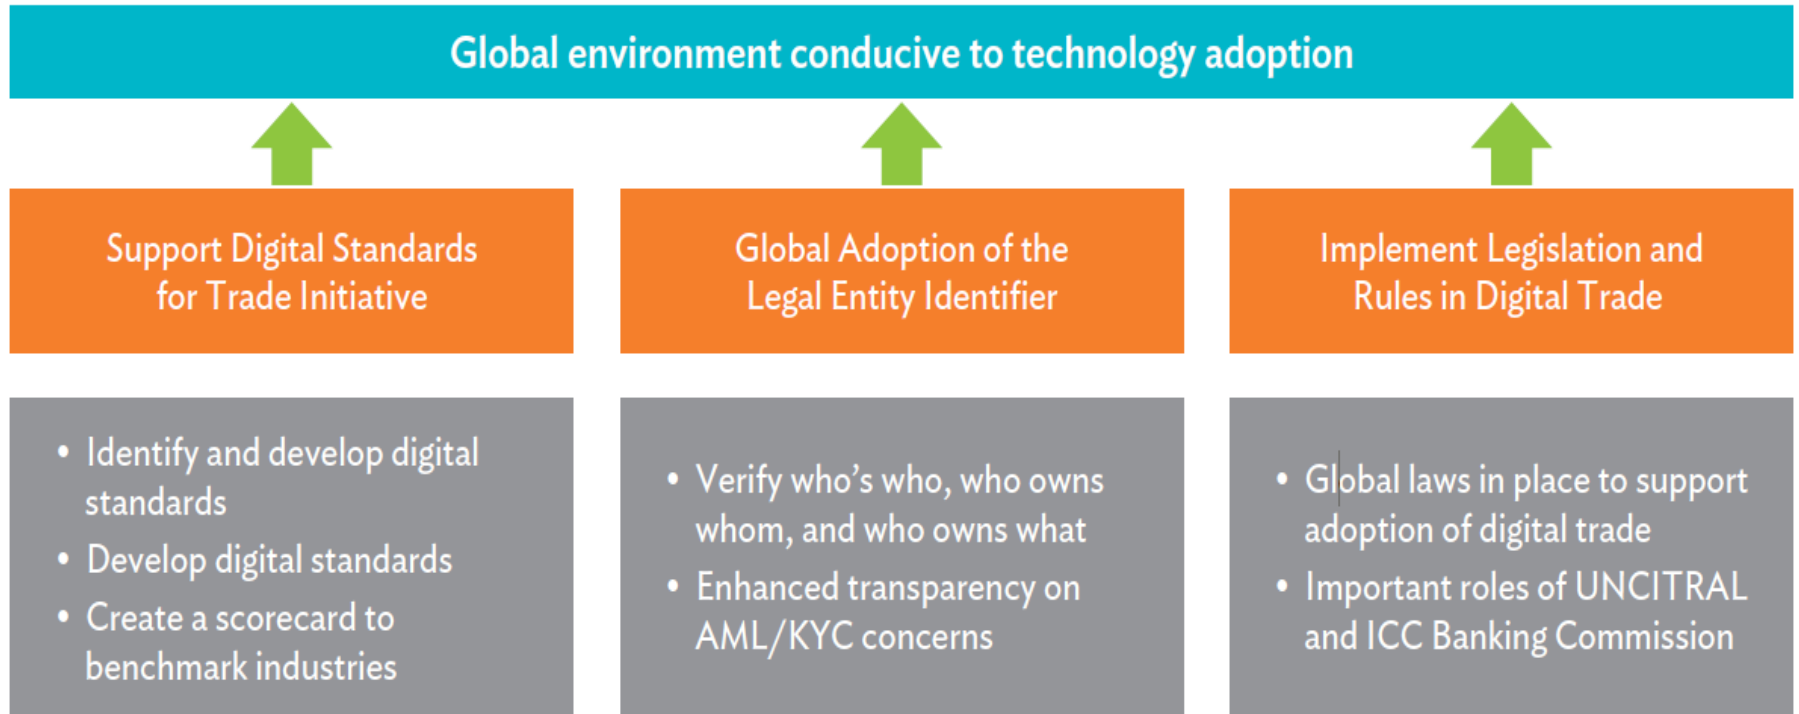 Global environment conducive to technology adoption
Support Digital Standards
for Trade Initiative
• Identify and develop digital
standards
• Develop digital standards
• Create a scorecard to
benchmark industries
Global Adoption of the
Legal Entity Identifier
• Verify who’s who, who owns
whom, and who owns what
• Enhanced transparency on
AML/KYC concerns
Implement Legislation and
Rules in Digital Trade
• Global laws in place to support
adoption of digital trade
• Important roles of UNCITRAL
and ICC Banking Commission